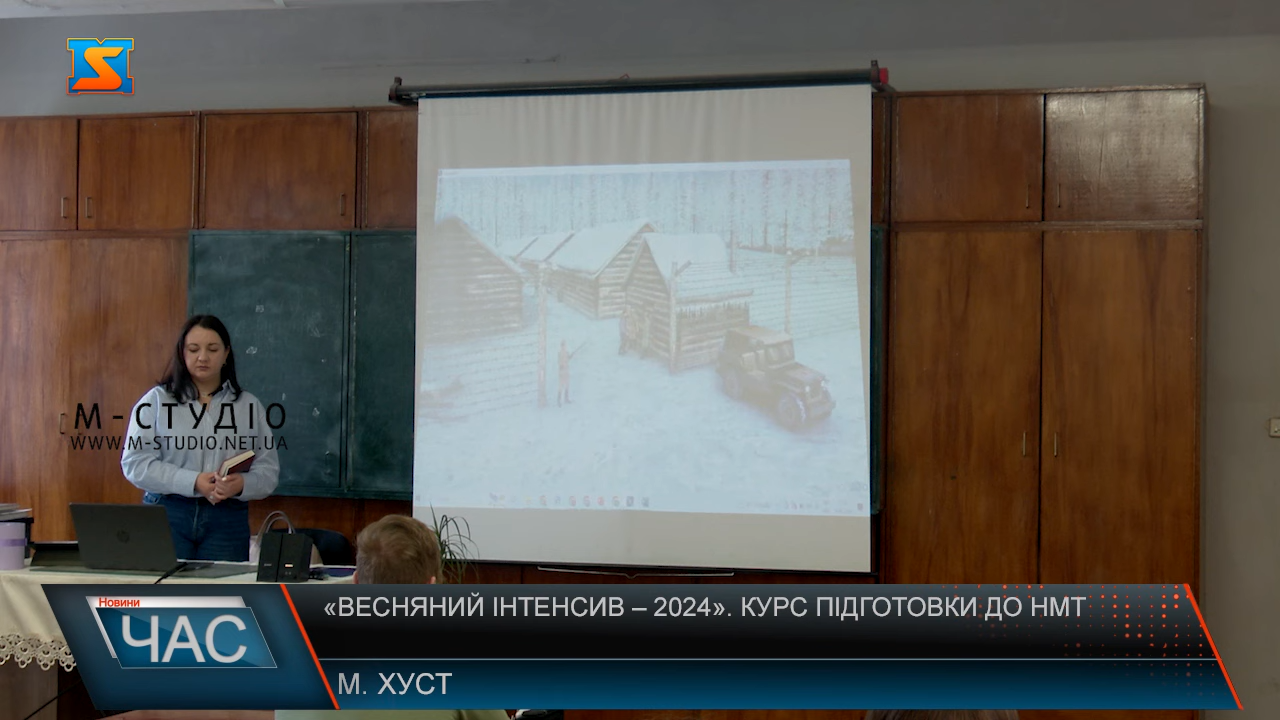 М-СТУДІО
WWW.M-STUDIO.NET.UA
Новини
ЧАС
«ВЕСНЯНИЙ ІНТЕНСИВ – 2024». КУРС ПІДГОТОВКИ ДО НМТ
М. ХУСТ